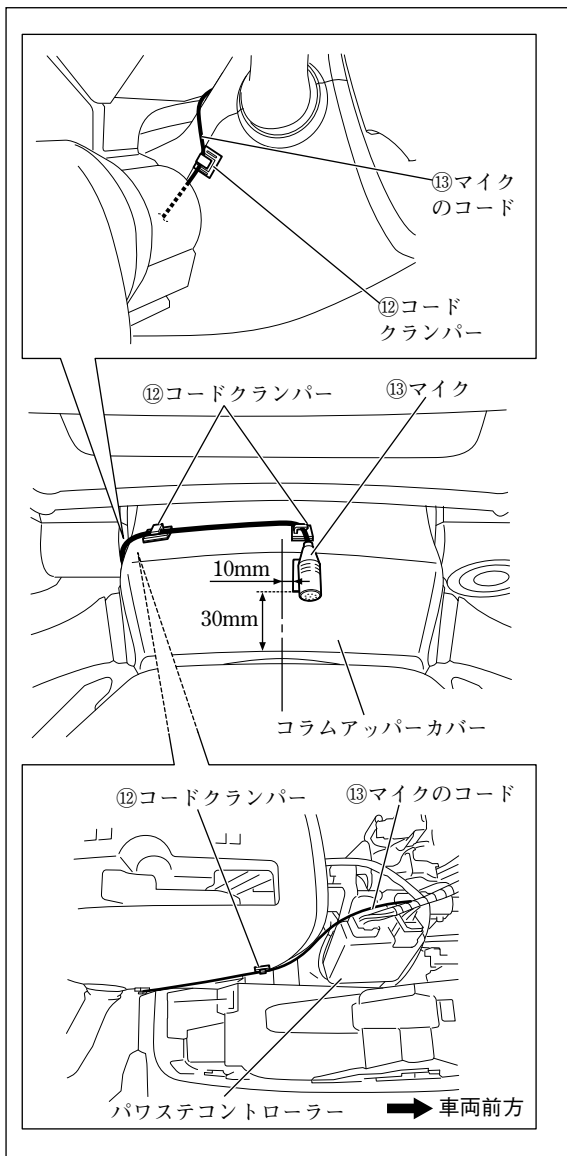 ⑬マイク
のコード
⑫コード
クランパー
⑫コードクランパー
⑬マイク
10mm
30mm
コラムアッパーカバー
⑫コードクランパー
⑬マイクのコード
パワステコントローラー
車両前方